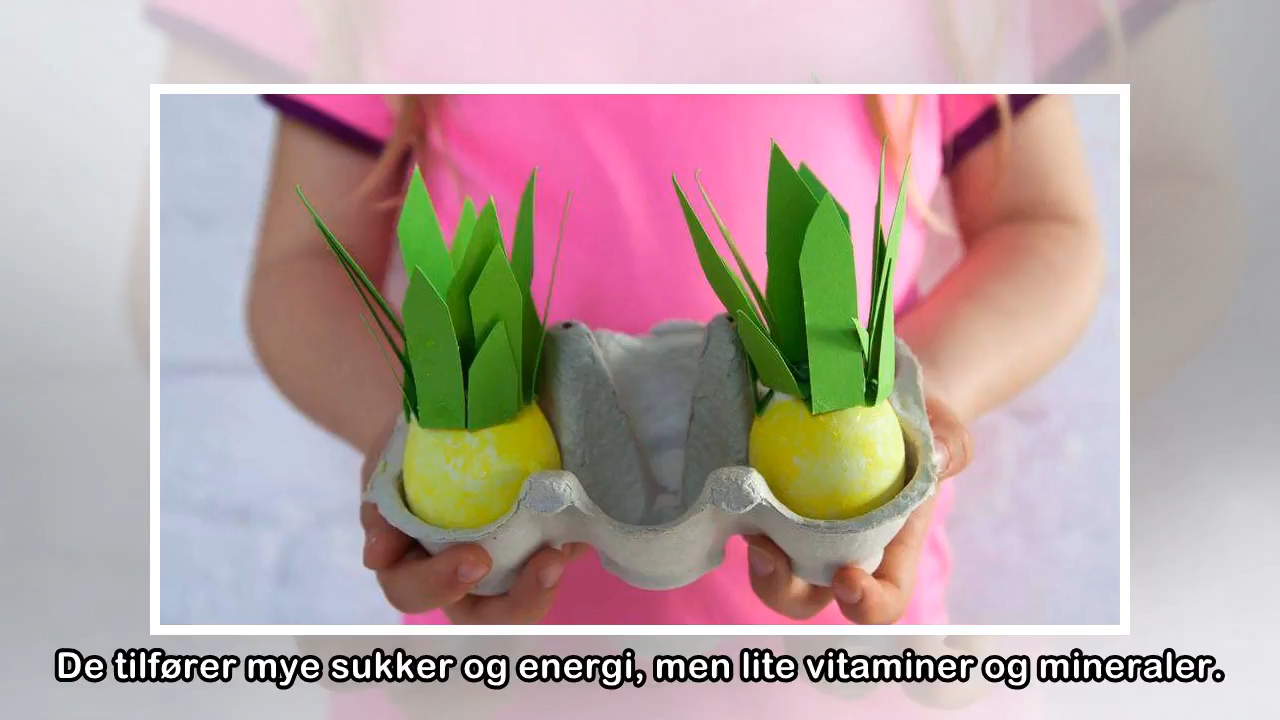 De tilfører mye sukker og energi, men lite vitaminer og mineraler.